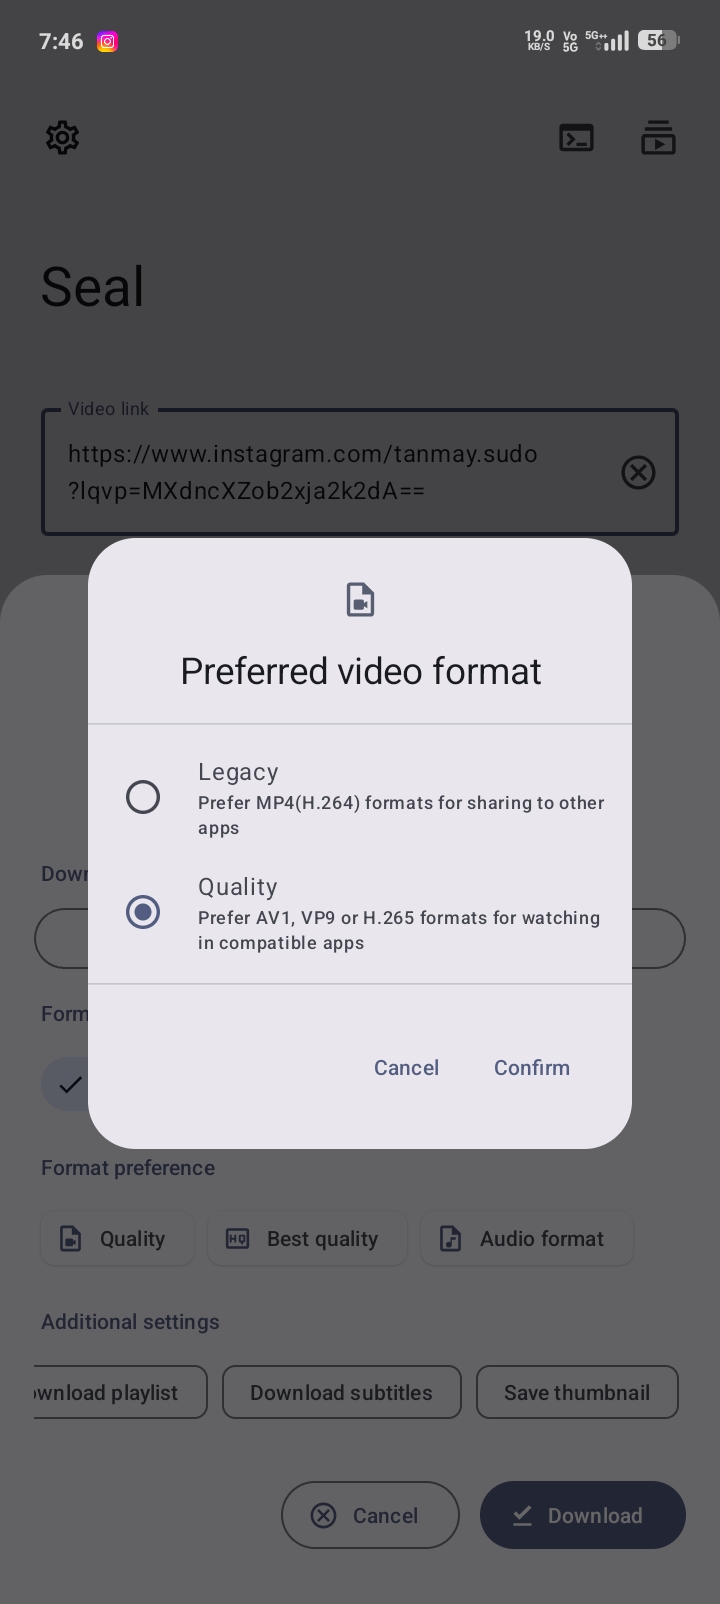 7:46
19.0
KB/S
Vo
5G
5G++
56
Seal
Video link
https://www.instagram.com/tanmay.sudo
?lqvp=MXdncXZob2xja2k2dA==
Preferred video format
Legacy
Prefer MP4(H.264) formats for sharing to other
apps
Quality
Prefer AV1, VP9 or H.265 formats for watching
in compatible apps
Cancel Confirm
Format preference
Quality
HQ Best quality
Audio format
Additional settings
wnload playlist
Download subtitles
Save thumbnail
Cancel
Download